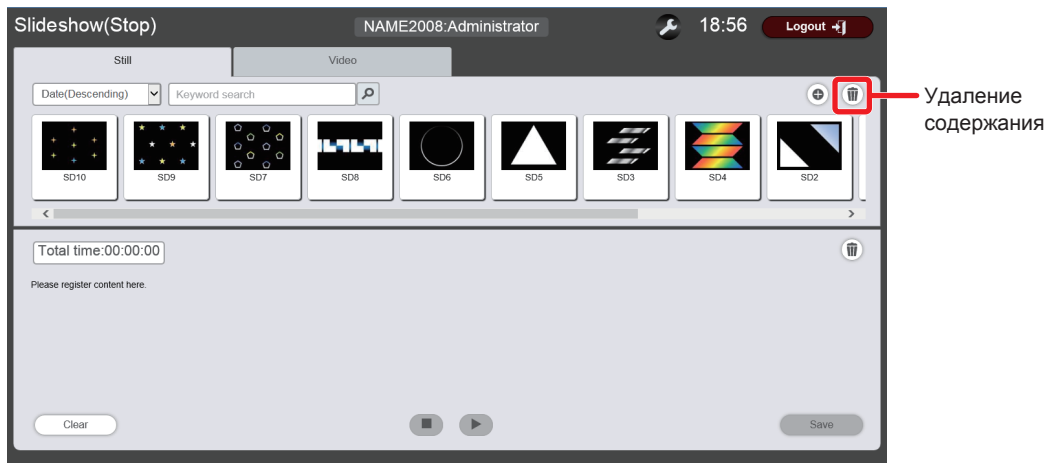 Slideshow(Stop) NAME2008:Administrator 18:56 Logout
Still Video
Date(Descending) Keyword search
Удаление
содержания
SD10 SD9 SD7 SD8 SD6 SD5 SD3 SD4 SD2
Total time:00:00:00
Please register content here.
Clear Save